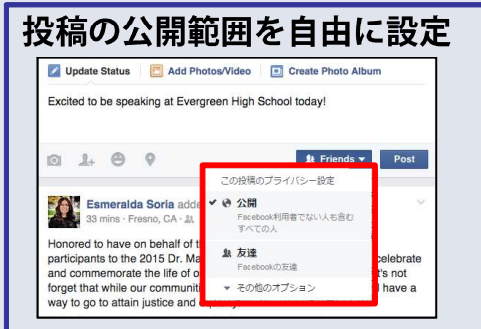 投稿の公開範囲を自由に設定
Update Status Add Photos/Video Create Photo Album
Excited to be speaking at Evergreen High School today!
Friends Post
この投稿のプライバシー設定
公開
Facebook利用者でない人も含む
すべての人
友達
Facebookの友達
その他のオプション
Esmeralda Soria adde
33 mins · Fresno, CA ·
Honored to have on behalf of t
participants to the 2015 Dr. Ma celebrate
and commemorate the life of o t's not
forget that while our communit I have a
way to go to attain justice and